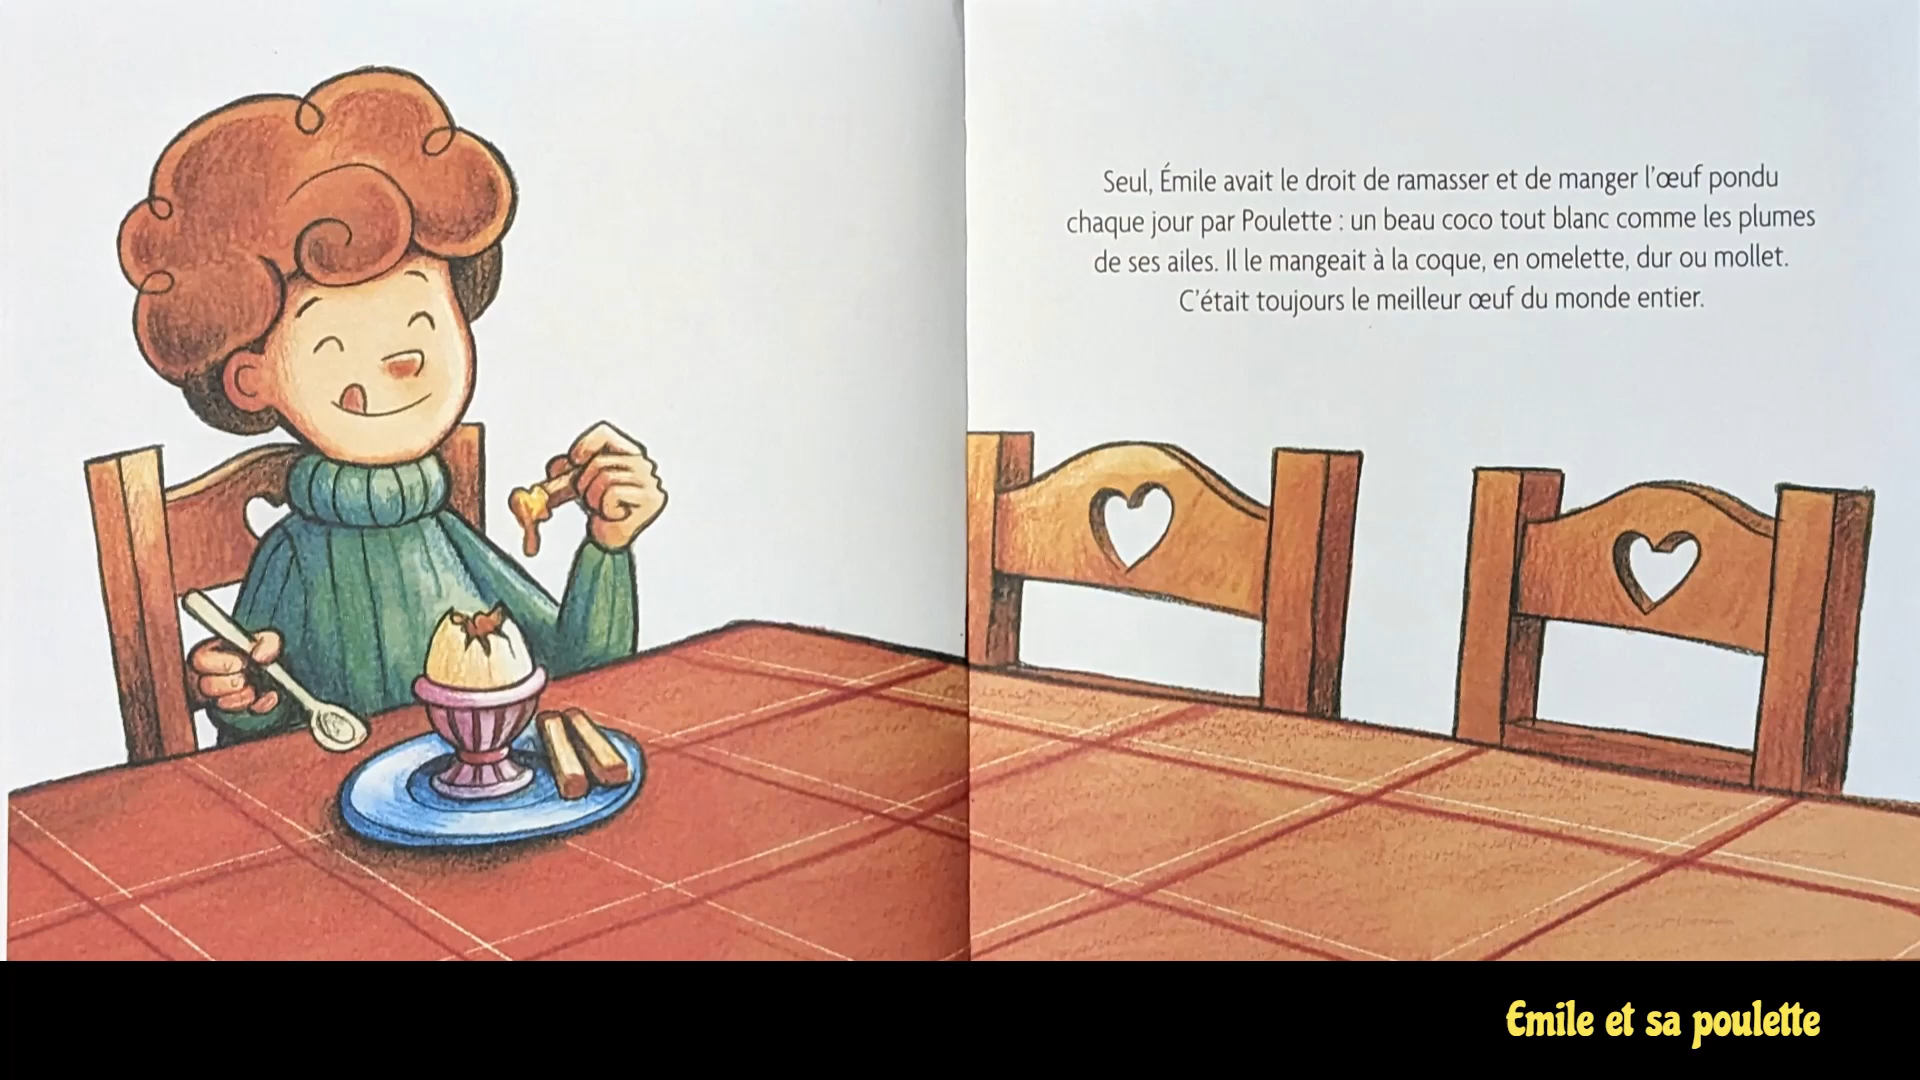 Seul, Émile avait le droit de ramasser et de manger l'œuf pondu
chaque jour par Poulette : un beau coco tout blanc comme les plumes
de ses ailes. Il le mangeait à la coque, en omelette, dur ou mollet.
C'était toujours le meilleur œuf du monde entier.
Emile et sa poulette